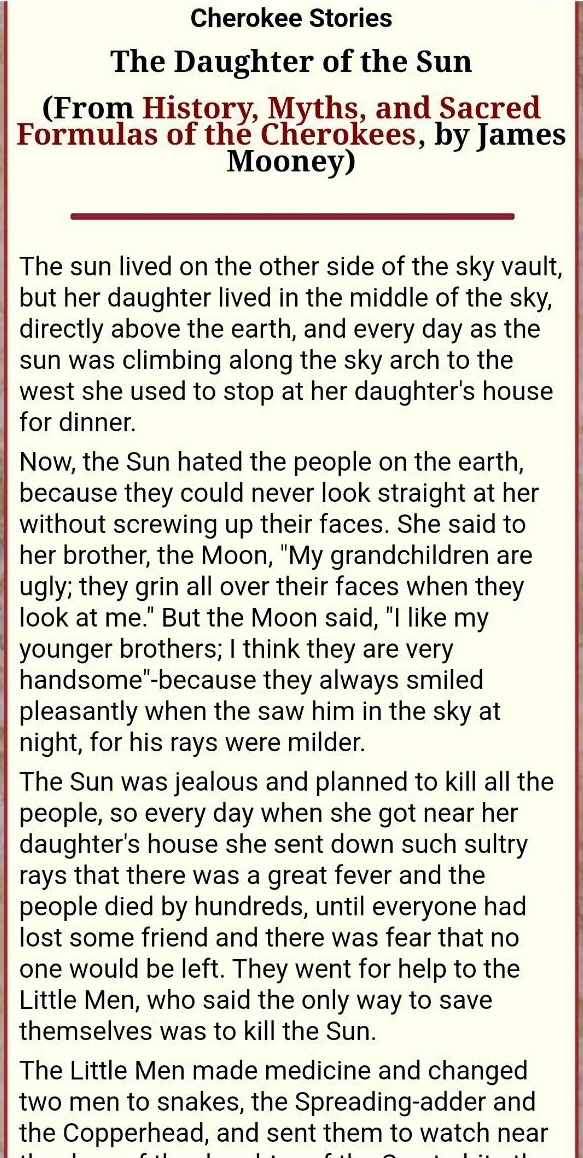 Cherokee Stories
The Daughter of the Sun
(From History, Myths, and Sacred
Formulas of the Cherokees, by James
Mooney)
The sun lived on the other side of the sky vault,
but her daughter lived in the middle of the sky,
directly above the earth, and every day as the
sun was climbing along the sky arch to the
west she used to stop at her daughter's house
for dinner.
Now, the Sun hated the people on the earth,
because they could never look straight at her
without screwing up their faces. She said to
her brother, the Moon, "My grandchildren are
ugly; they grin all over their faces when they
look at me." But the Moon said, "I like my
younger brothers; I think they are very
handsome"-because they always smiled
pleasantly when the saw him in the sky at
night, for his rays were milder.
The Sun was jealous and planned to kill all the
people, so every day when she got near her
daughter's house she sent down such sultry
rays that there was a great fever and the
people died by hundreds, until everyone had
lost some friend and there was fear that no
one would be left. They went for help to the
Little Men, who said the only way to save
themselves was to kill the Sun.
The Little Men made medicine and changed
two men to snakes, the Spreading-adder and
the Copperhead, and sent them to watch near